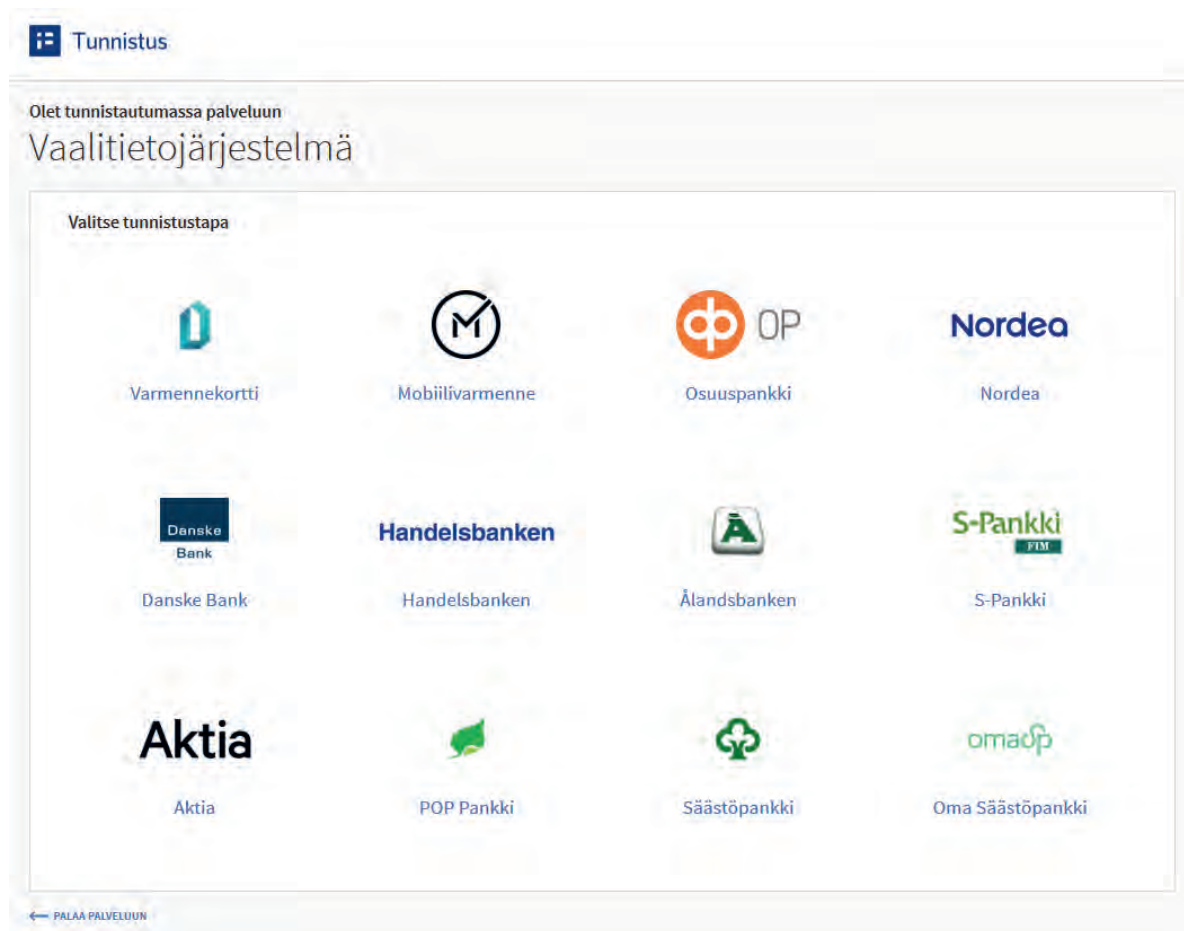 Tunnistus
Olet tunnistautumassa palveluun
Vaalitietojärjestelmä
Valitse tunnistustapa
M OP Nordea
Varmennekortti Mobiilivarmenne Osuuspankki Nordea
Danske
Bank
Handelsbanken Å S-Pankki
FIM
Danske Bank Handelsbanken Ålandsbanken S-Pankki
Aktia omasp
Aktia POP Pankki Säästöpankki Oma Säästöpankki
← PALAA PALVELUUN